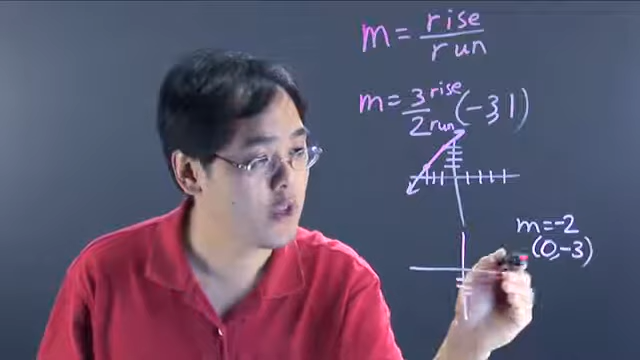 m = rise/run
m = 3/2 rise run (-3,1)
m=-2
(0,-3)